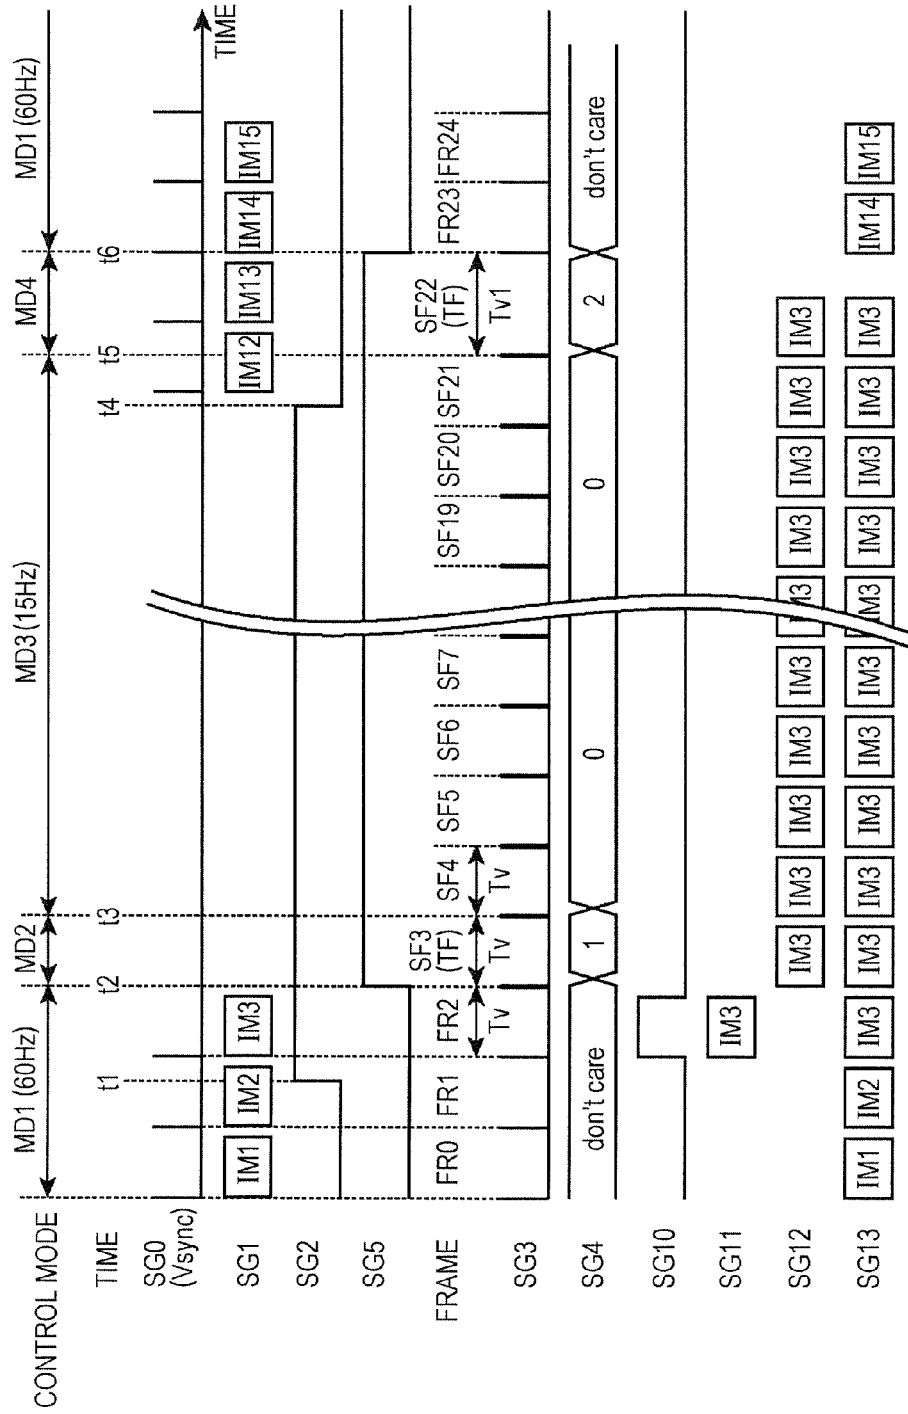 CONTROL MODE MD1 (60Hz) MD2 MD3 (15Hz) MD4 MD1 (60Hz)
TIME t1 t2 t3 t4 t5 t6
SG0
(Vsync)
TIME
SG1 IM1 IM2 IM3 IM12 IM13 IM14 IM15
SG2
SG5
FRAME FR0 FR1 FR2 SF3 (TF) SF4 SF5 SF6 SF7 SF19 SF20 SF21 SF22 (TF) FR23 FR24
Tv Tv Tv Tv1
SG3
SG4 don't care 1 0 0 2 don't care
SG10
SG11 IM3
SG12 IM3 IM3 IM3 IM3 IM3 IM3 IM3 IM3 IM3 IM3
SG13 IM1 IM2 IM3 IM3 IM3 IM3 IM3 IM3 IM3 IM3 IM3 IM3 IM3 IM14 IM15